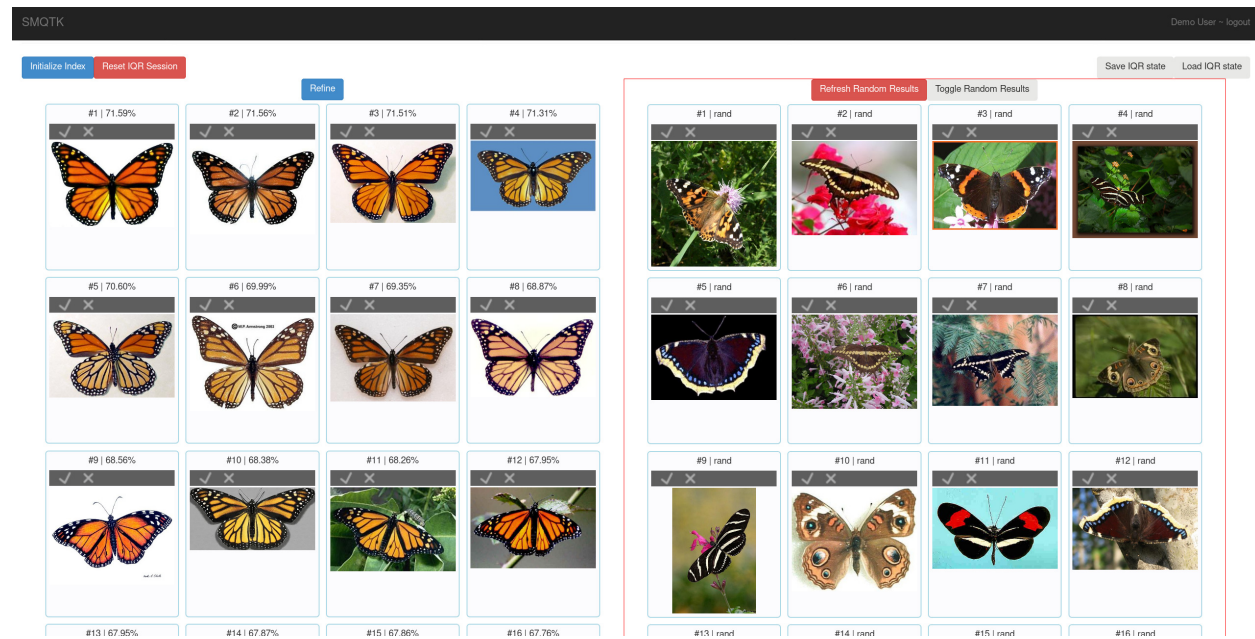 SMQTK
Demo User ~ logout
Initialize Index
Reset IQR Session
Save IQR state
Load IQR state
Refine
#1 | 71.59%
#2 | 71.56%
#3 | 71.51%
#4 | 71.31%
#5 | 70.60%
#6 | 69.99%
#7 | 69.35%
#8 | 68.87%
#9 | 68.56%
#10 | 68.38%
#11 | 68.26%
#12 | 67.95%
#13 | 67.95%
#14 | 67.87%
#15 | 67.86%
#16 | 67.76%
Refresh Random Results
Toggle Random Results
#1 | rand
#2 | rand
#3 | rand
#4 | rand
#5 | rand
#6 | rand
#7 | rand
#8 | rand
#9 | rand
#10 | rand
#11 | rand
#12 | rand
#13 | rand
#14 | rand
#15 | rand
#16 | rand